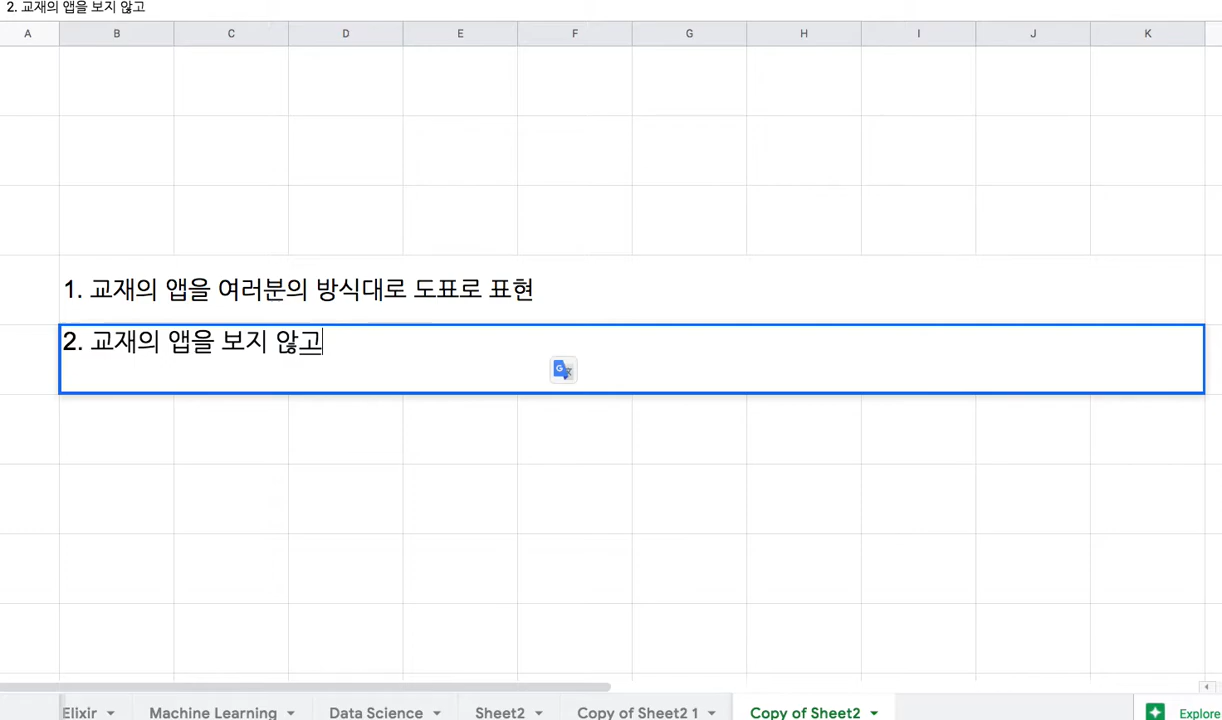 2. 교재의 앱을 보지 않고
A B C D E F G H I J K
1. 교재의 앱을 여러분의 방식대로 도표로 표현
2. 교재의 앱을 보지 않고
Elixir Machine Learning Data Science Sheet2 Copy of Sheet2 1 Copy of Sheet2 Explore